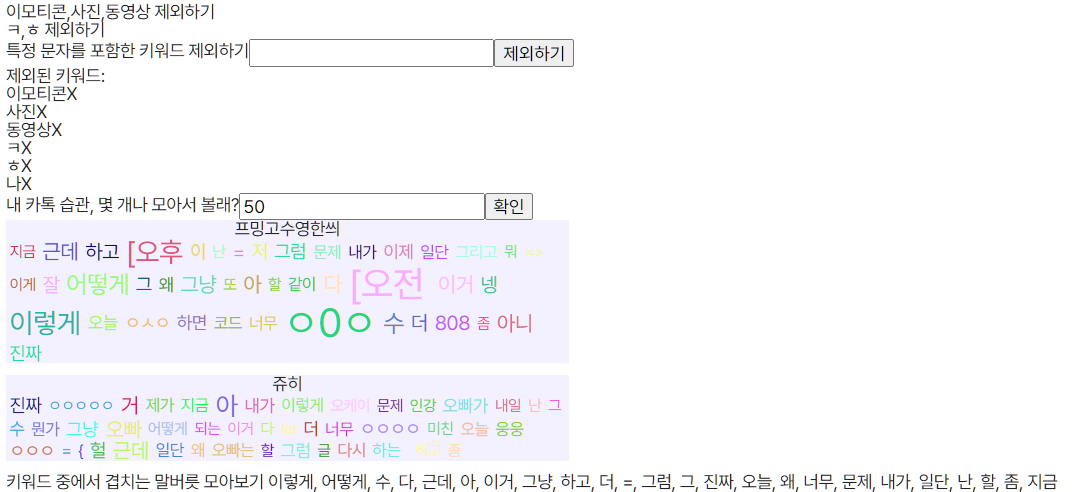 이모티콘,사진,동영상 제외하기
ㅋ,ㅎ 제외하기
특정 문자를 포함한 키워드 제외하기 제외하기
제외된 키워드:
이모티콘X
사진X
동영상X
ㅋX
ㅎX
나X
내 카톡 습관, 몇 개나 모아서 볼래? 50 확인
프밍고수영한씌
지금 근데 하고 [오후 이 난 = 저 그럼 문제 내가 이제 일단 그리고 뭐 =>
이게 잘 어떻게 그 왜 그냥 또 아 할 같이 다 [오전 이거 넹
이렇게 오늘 ㅇㅅㅇ 하면 코드 너무 ㅇ0ㅇ 수 더 808 좀 아니
진짜
쥬히
진짜 ㅇㅇㅇㅇㅇ 거 제가 지금 아 내가 이렇게 오케이 문제 인강 오빠가 내일 난 그
수 뭔가 그냥 오빠 어떻게 되는 이거 다 더 너무 ㅇㅇㅇㅇ 미친 오늘 웅웅
ㅇㅇㅇ = { 헐 근데 일단 왜 오빠는 할 그럼 글 다시 하는 하고 좀
키워드 중에서 겹치는 말버릇 모아보기 이렇게, 어떻게, 수, 다, 근데, 아, 이거, 그냥, 하고, 더, =, 그럼, 그, 진짜, 오늘, 왜, 너무, 문제, 내가, 일단, 난, 할, 좀, 지금